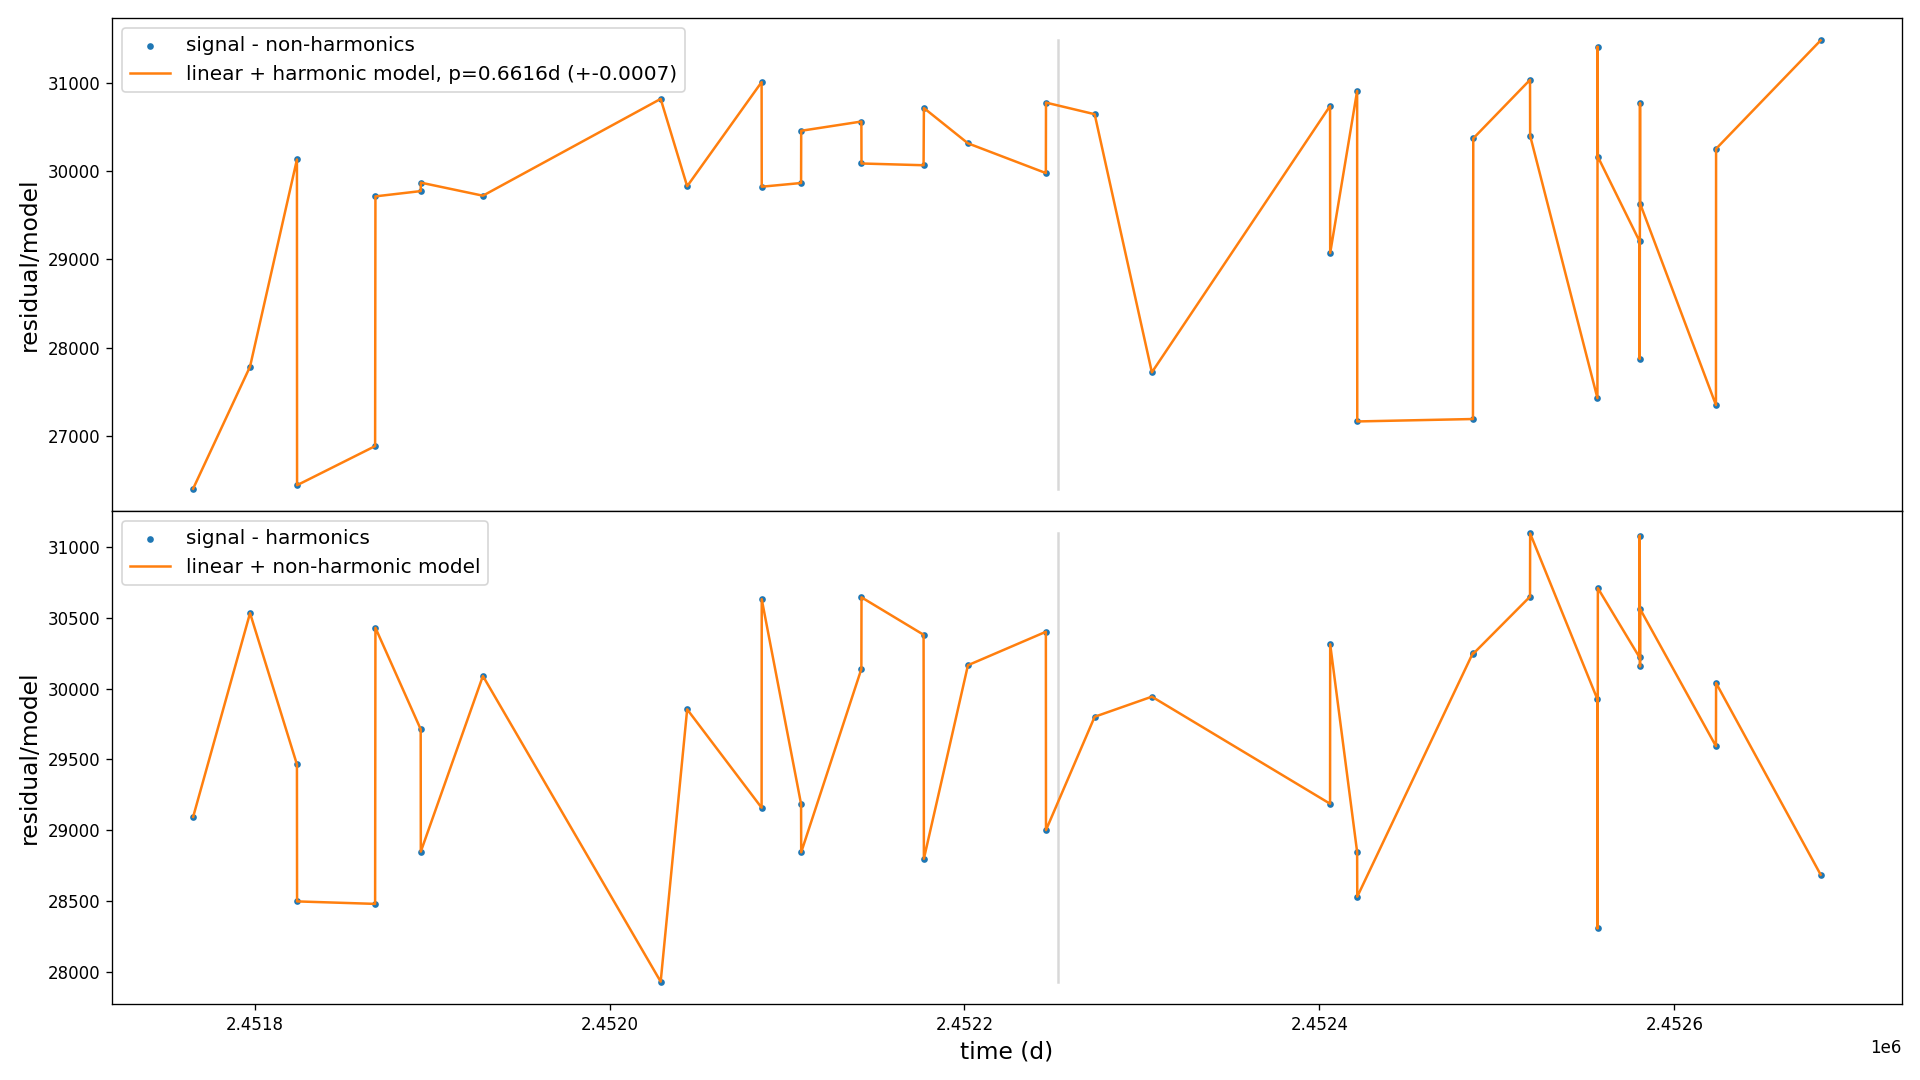 signal - non-harmonics
linear + harmonic model, p=0.6616d (+-0.0007)
31000
30000
29000
28000
27000
residual/model
signal - harmonics
linear + non-harmonic model
31000
30500
30000
29500
29000
28500
28000
residual/model
2.4518
2.4520
2.4522
2.4524
2.4526
time (d)
1e6